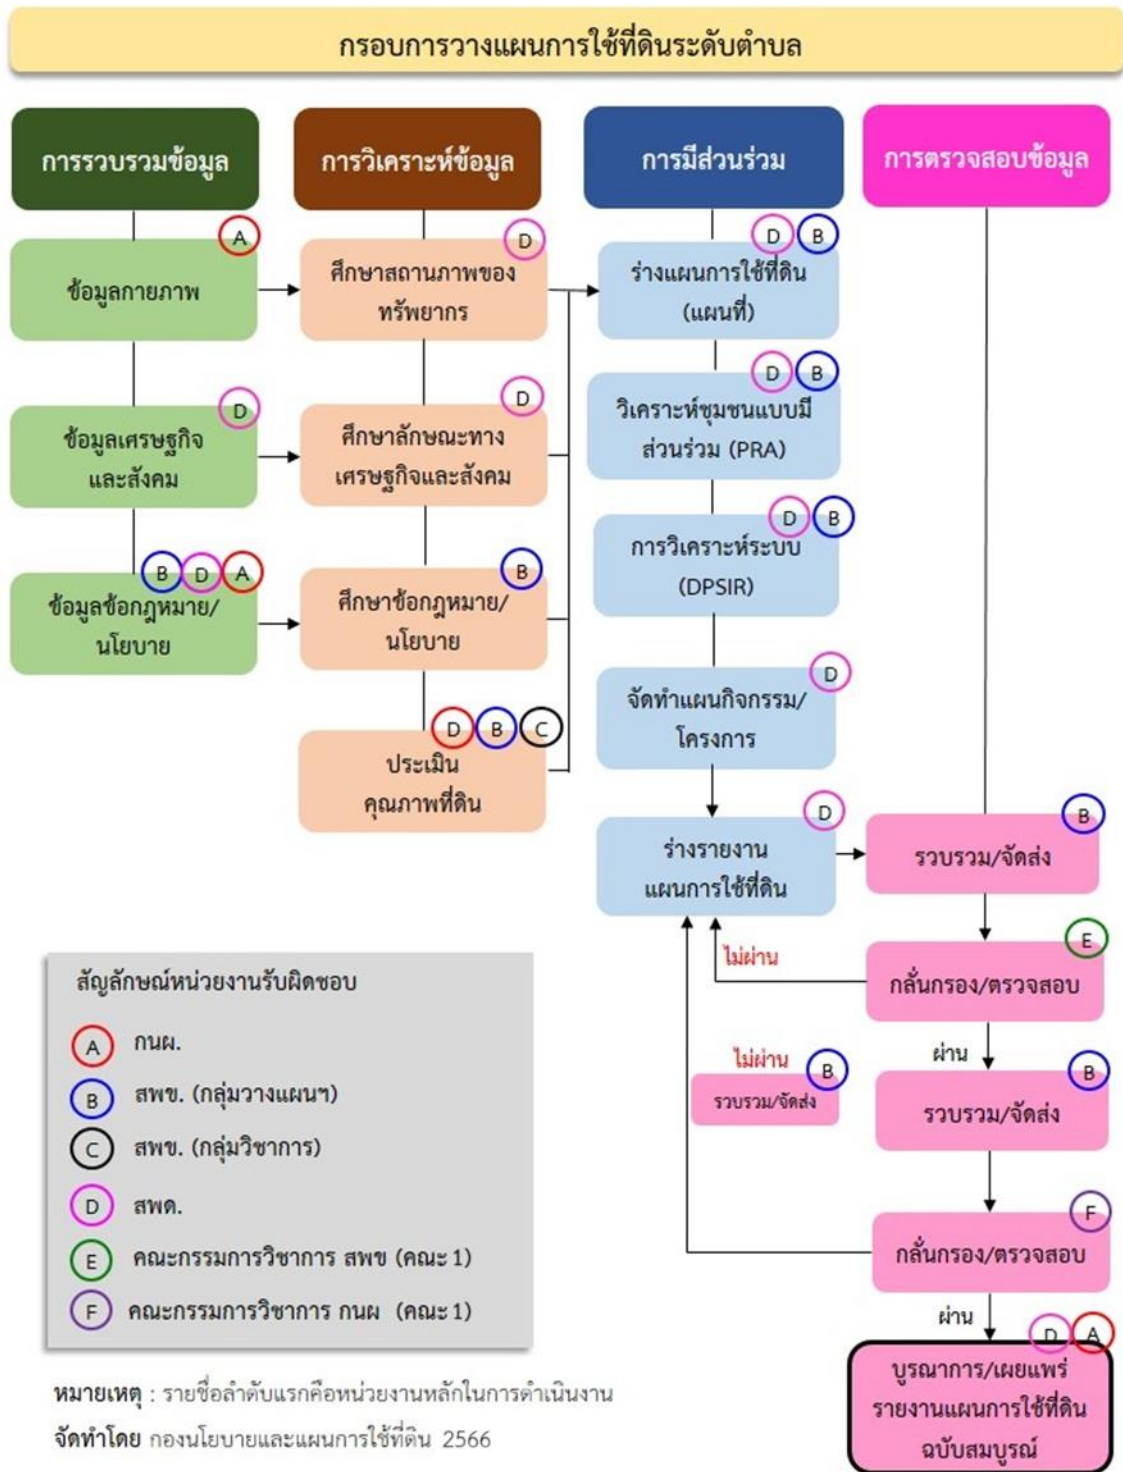 กรอบการวางแผนการใช้ที่ดินระดับตำบล
การรวบรวมข้อมูล
A
ข้อมูลกายภาพ
D
ข้อมูลเศรษฐกิจ
และสังคม
B D A
ข้อมูลข้อกฎหมาย/
นโยบาย
การวิเคราะห์ข้อมูล
D
ศึกษาสถานภาพของ
ทรัพยากร
D
ศึกษาลักษณะทาง
เศรษฐกิจและสังคม
B
ศึกษาข้อกฎหมาย/
นโยบาย
D B C
ประเมิน
คุณภาพที่ดิน
การมีส่วนร่วม
D B
ร่างแผนการใช้ที่ดิน
(แผนที่)
D B
วิเคราะห์ชุมชนแบบมี
ส่วนร่วม (PRA)
D B
การวิเคราะห์ระบบ
(DPSIR)
D
จัดทำแผนกิจกรรม/
โครงการ
D
ร่างรายงาน
แผนการใช้ที่ดิน
การตรวจสอบข้อมูล
B
รวบรวม/จัดส่ง
E
กลั่นกรอง/ตรวจสอบ
ไม่ผ่าน
ผ่าน
B
รวบรวม/จัดส่ง
ไม่ผ่าน
B
รวบรวม/จัดส่ง
F
กลั่นกรอง/ตรวจสอบ
ผ่าน
D A
บูรณาการ/เผยแพร่
รายงานแผนการใช้ที่ดิน
ฉบับสมบูรณ์
สัญลักษณ์หน่วยงานรับผิดชอบ
A กนผ.
B สพข. (กลุ่มวางแผนฯ)
C สพข. (กลุ่มวิชาการ)
D สพด.
E คณะกรรมการวิชาการ สพข (คณะ 1)
F คณะกรรมการวิชาการ กนผ (คณะ 1)
หมายเหตุ : รายชื่อลำดับแรกคือหน่วยงานหลักในการดำเนินงาน
จัดทำโดย กองนโยบายและแผนการใช้ที่ดิน 2566